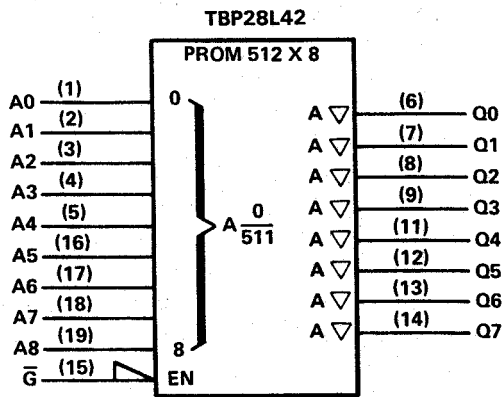 TBP28L42
PROM 512 X 8
A0 (1) 0 A ▽ (6) Q0
A1 (2) A ▽ (7) Q1
A2 (3) A ▽ (8) Q2
A3 (4) A ▽ (9) Q3
A4 (5) A 0/511 A ▽ (11) Q4
A5 (16) A ▽ (12) Q5
A6 (17) A ▽ (13) Q6
A7 (18) A ▽ (14) Q7
A8 (19) 8
G̅ (15) EN